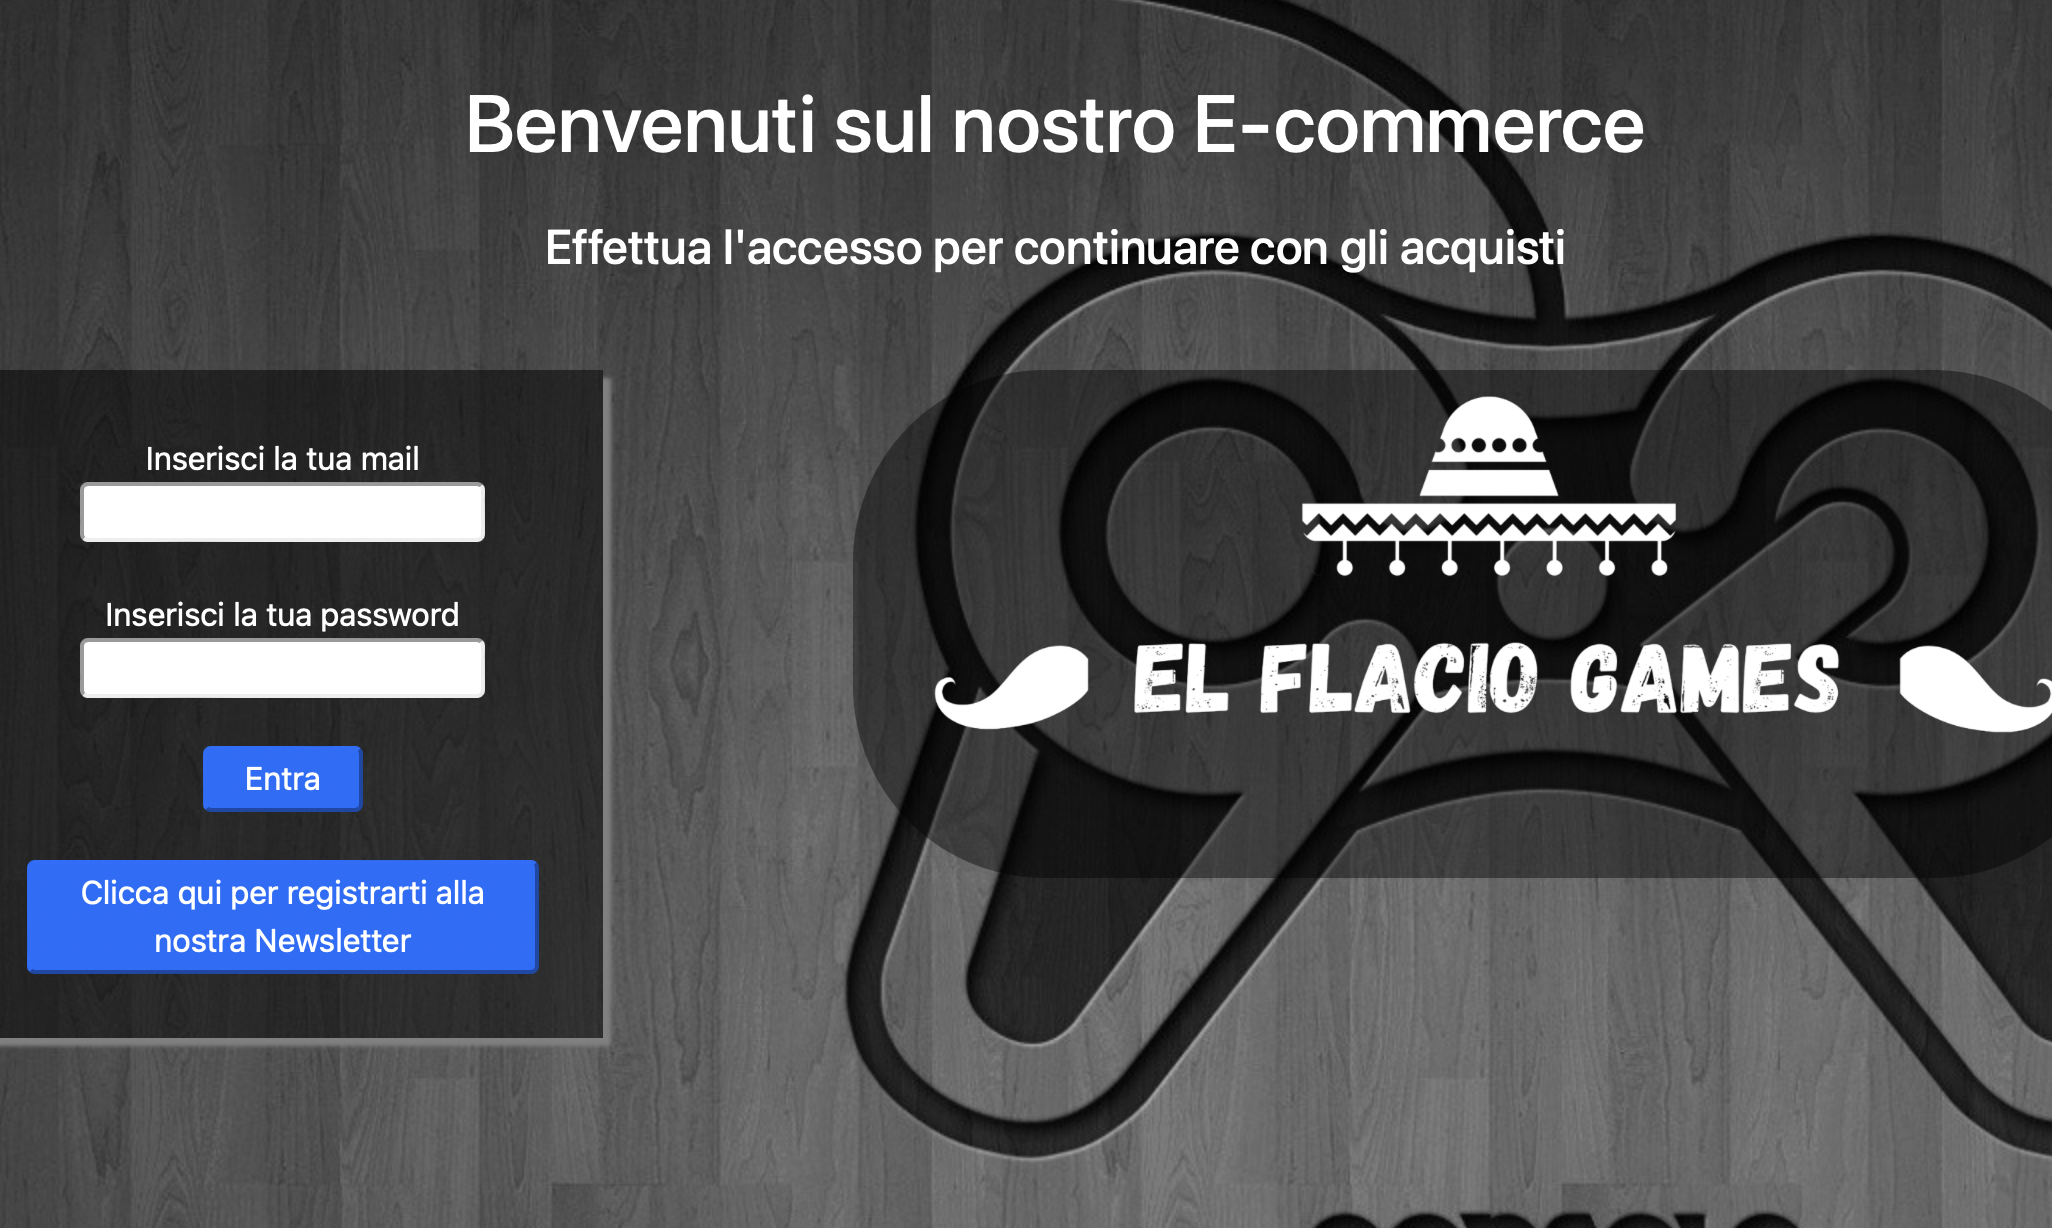 Benvenuti sul nostro E-commerce
Effettua l'accesso per continuare con gli acquisti
Inserisci la tua mail
Inserisci la tua password
Entra
Clicca qui per registrarti alla
nostra Newsletter
EL FLACIO GAMES